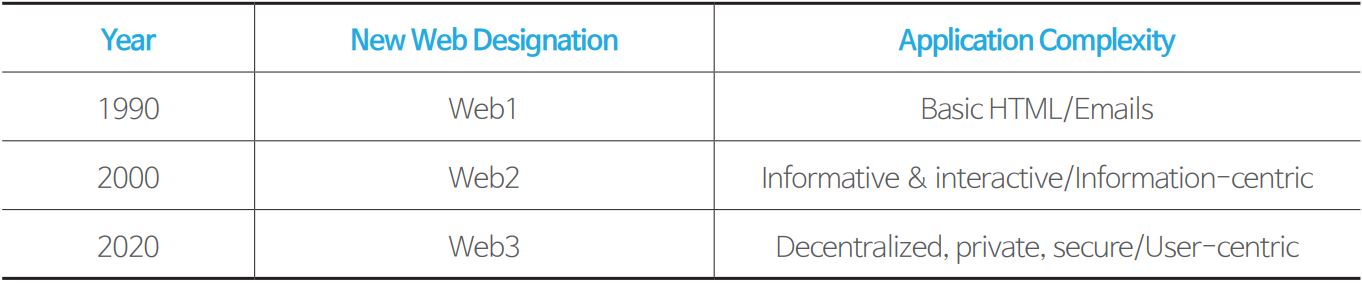 Year New Web Designation Application Complexity
1990 Web1 Basic HTML/Emails
2000 Web2 Informative & interactive/Information-centric
2020 Web3 Decentralized, private, secure/User-centric